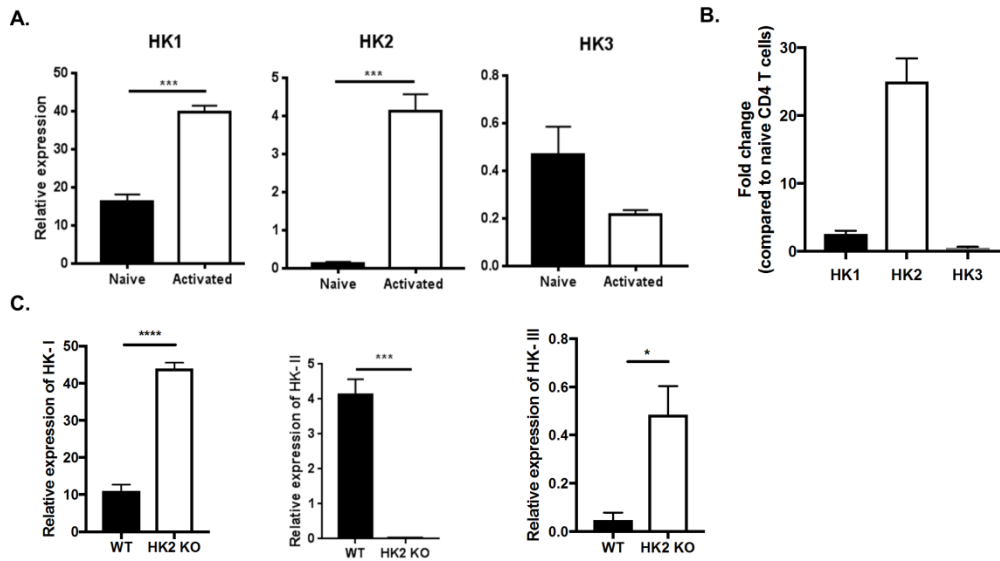 A.
HK1
Relative expression
50
40
30
20
10
0
***
Naive Activated
HK2
5
4
3
2
1
0
***
Naive Activated
HK3
0.8
0.6
0.4
0.2
0.0
Naive Activated
B.
Fold change
(compared to naive CD4 T cells)
30
20
10
0
HK1 HK2 HK3
C.
Relative expression of HK- I
50
40
30
20
10
0
****
WT HK2 KO
Relative expression of HK- II
5
4
3
2
1
0
***
WT HK2 KO
Relative expression of HK- III
0.8
0.6
0.4
0.2
0.0
*
WT HK2 KO